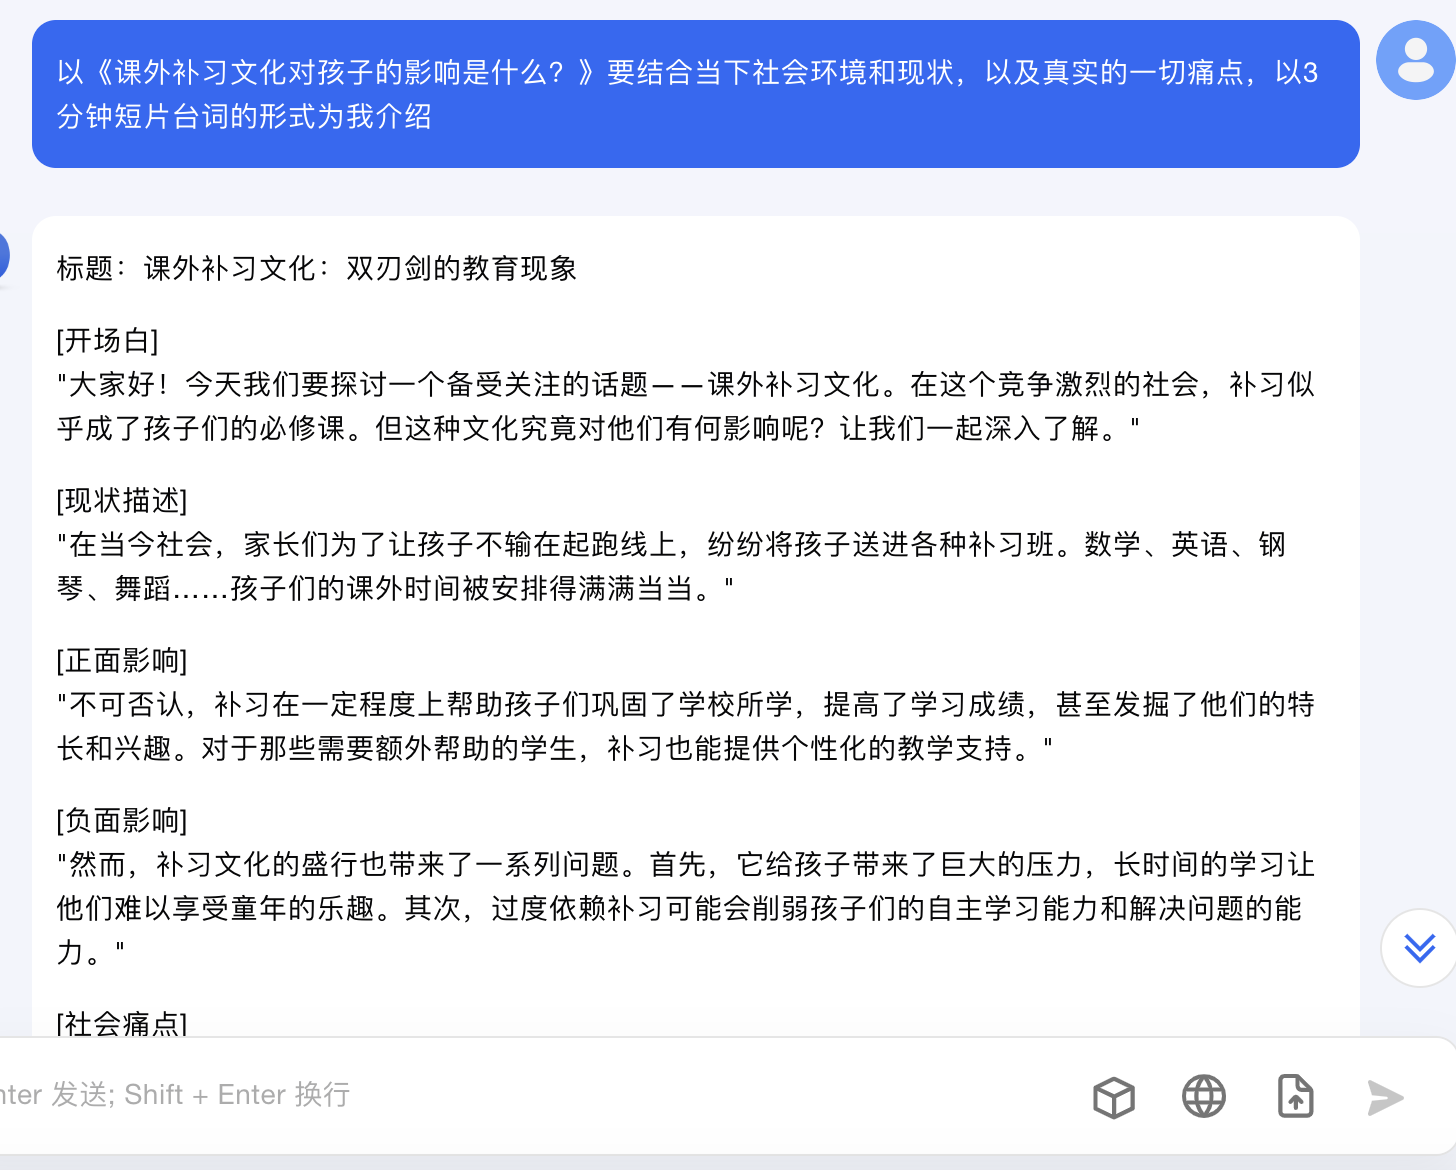 以《课外补习文化对孩子的影响是什么？》要结合当下社会环境和现状，以及真实的一切痛点，以3
分钟短片台词的形式为我介绍
标题：课外补习文化：双刃剑的教育现象
[开场白]
"大家好！今天我们要探讨一个备受关注的话题——课外补习文化。在这个竞争激烈的社会，补习似
乎成了孩子们的必修课。但这种文化究竟对他们有何影响呢？让我们一起深入了解。"
[现状描述]
"在当今社会，家长们为了让孩子不输在起跑线上，纷纷将孩子送进各种补习班。数学、英语、钢
琴、舞蹈……孩子们的课外时间被安排得满满当当。"
[正面影响]
"不可否认，补习在一定程度上帮助孩子们巩固了学校所学，提高了学习成绩，甚至发掘了他们的特
长和兴趣。对于那些需要额外帮助的学生，补习也能提供个性化的教学支持。"
[负面影响]
"然而，补习文化的盛行也带来了一系列问题。首先，它给孩子带来了巨大的压力，长时间的学习让
他们难以享受童年的乐趣。其次，过度依赖补习可能会削弱孩子们的自主学习能力和解决问题的能
力。"
[社会痛点]
nter 发送; Shift + Enter 换行